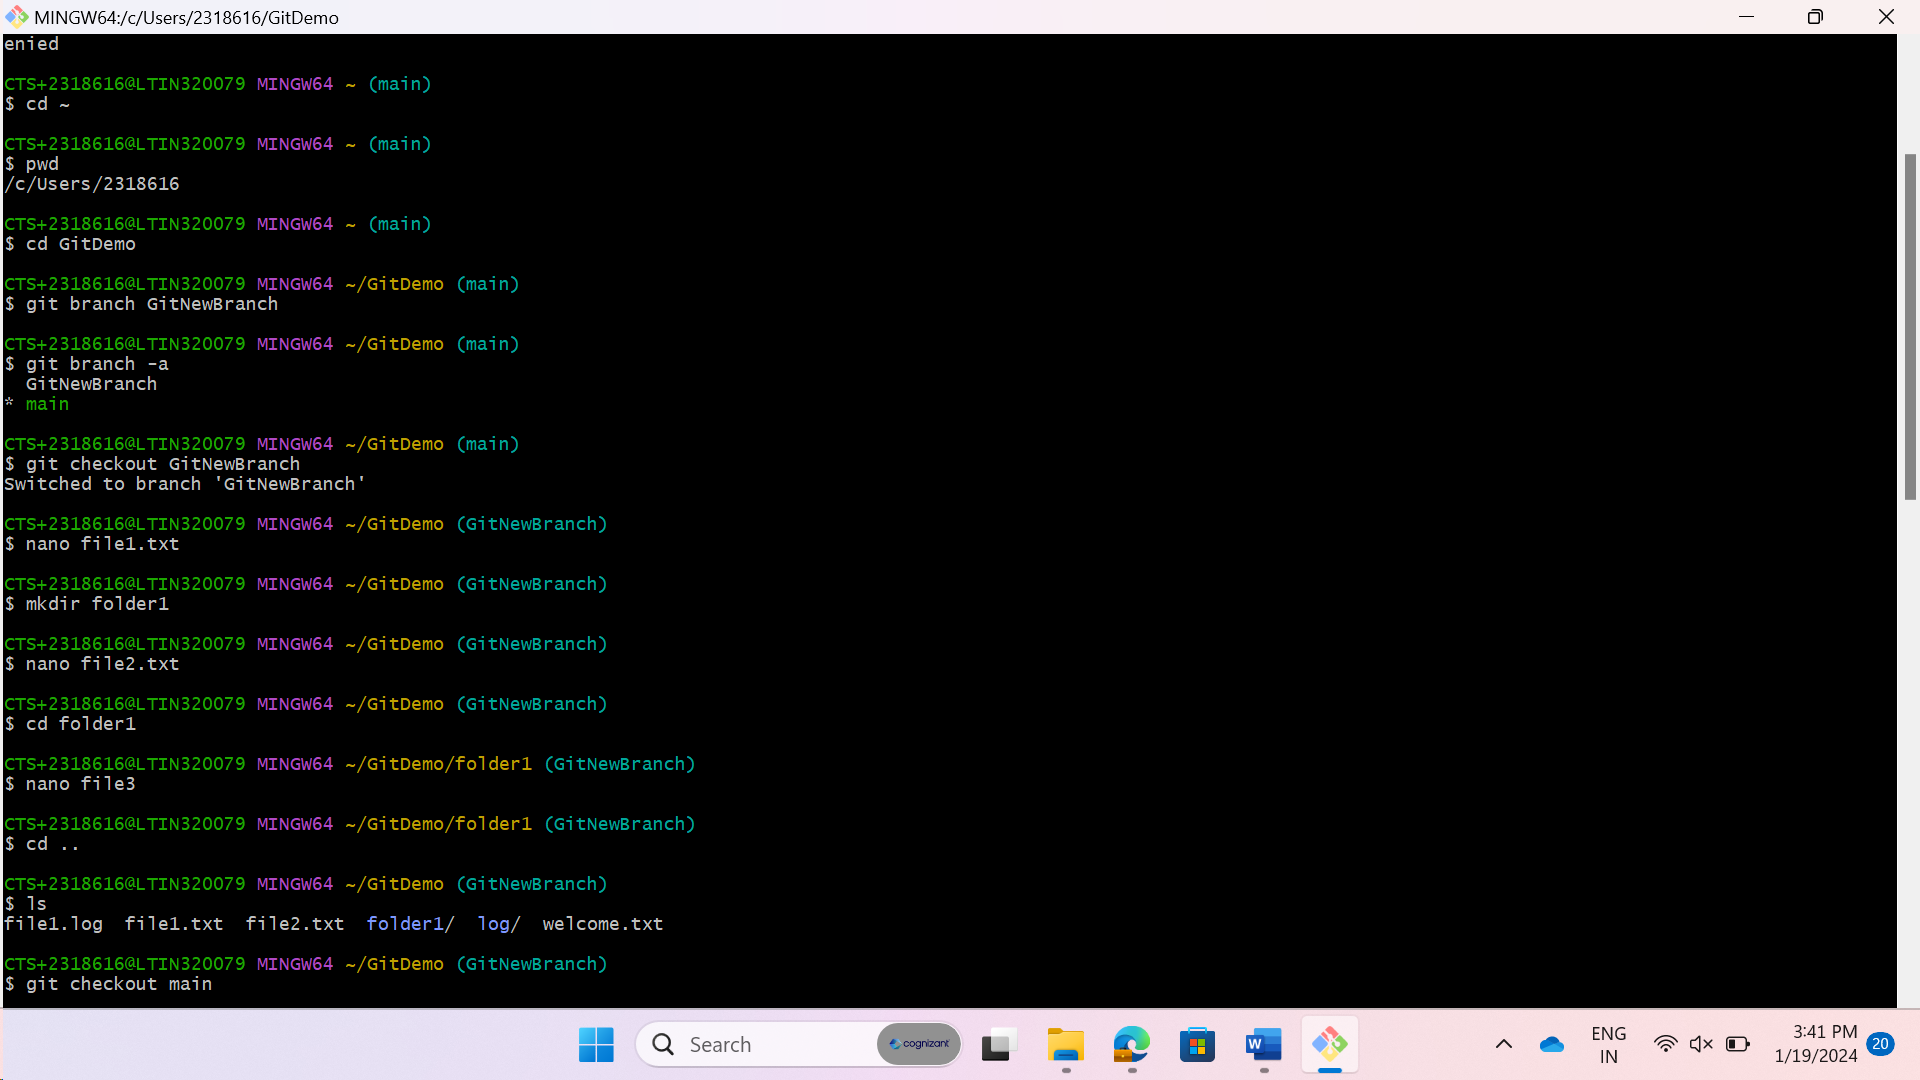 MINGW64:/c/Users/2318616/GitDemo
enied
CTS+2318616@LTIN320079 MINGW64 ~ (main)
$ cd ~
CTS+2318616@LTIN320079 MINGW64 ~ (main)
$ pwd
/c/Users/2318616
CTS+2318616@LTIN320079 MINGW64 ~ (main)
$ cd GitDemo
CTS+2318616@LTIN320079 MINGW64 ~/GitDemo (main)
$ git branch GitNewBranch
CTS+2318616@LTIN320079 MINGW64 ~/GitDemo (main)
$ git branch -a
  GitNewBranch
* main
CTS+2318616@LTIN320079 MINGW64 ~/GitDemo (main)
$ git checkout GitNewBranch
Switched to branch 'GitNewBranch'
CTS+2318616@LTIN320079 MINGW64 ~/GitDemo (GitNewBranch)
$ nano file1.txt
CTS+2318616@LTIN320079 MINGW64 ~/GitDemo (GitNewBranch)
$ mkdir folder1
CTS+2318616@LTIN320079 MINGW64 ~/GitDemo (GitNewBranch)
$ nano file2.txt
CTS+2318616@LTIN320079 MINGW64 ~/GitDemo (GitNewBranch)
$ cd folder1
CTS+2318616@LTIN320079 MINGW64 ~/GitDemo/folder1 (GitNewBranch)
$ nano file3
CTS+2318616@LTIN320079 MINGW64 ~/GitDemo/folder1 (GitNewBranch)
$ cd ..
CTS+2318616@LTIN320079 MINGW64 ~/GitDemo (GitNewBranch)
$ ls
file1.log  file1.txt  file2.txt  folder1/  log/  welcome.txt
CTS+2318616@LTIN320079 MINGW64 ~/GitDemo (GitNewBranch)
$ git checkout main
Search
cognizant
W
ENG
IN
3:41 PM
1/19/2024
20